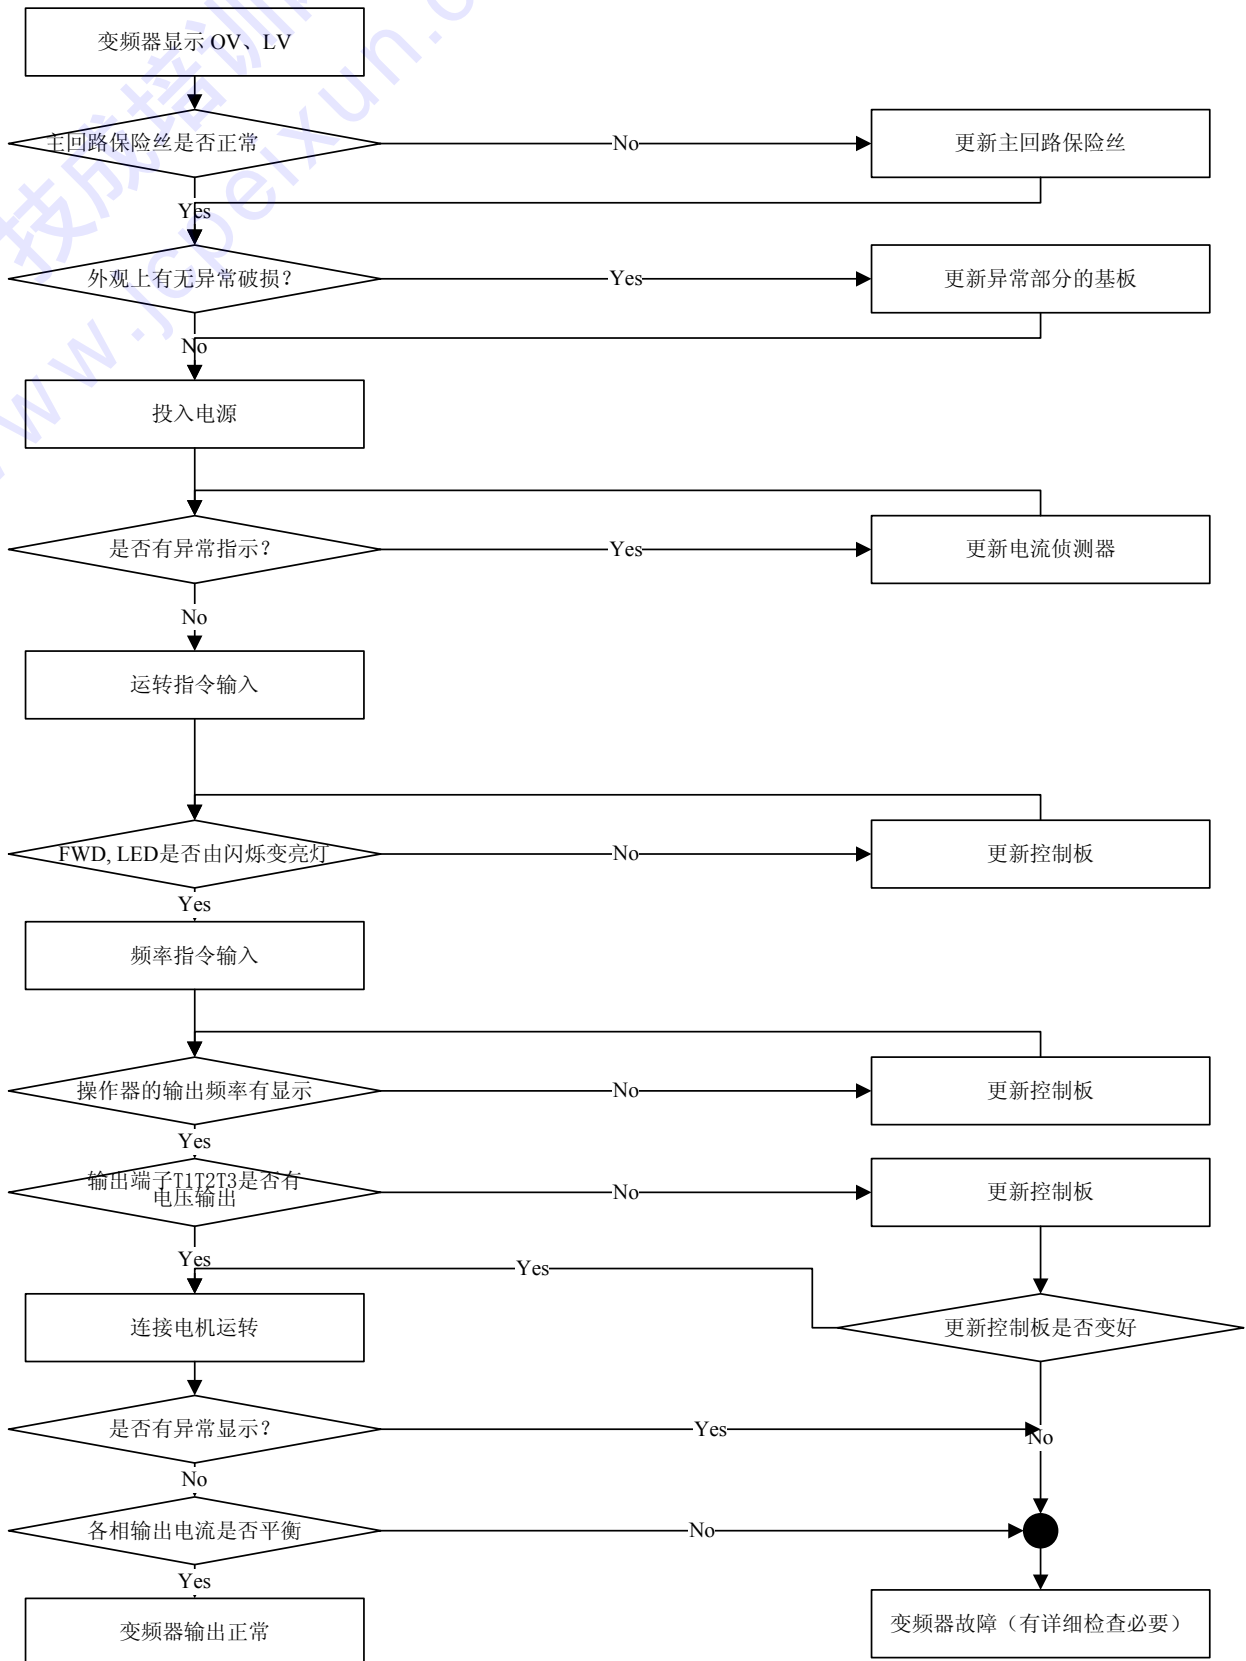 变频器显示 OV、LV
主回路保险丝是否正常
No
更新主回路保险丝
Yes
外观上有无异常破损？
Yes
更新异常部分的基板
No
投入电源
是否有异常指示？
Yes
更新电流侦测器
No
运转指令输入
FWD, LED是否由闪烁变亮灯
No
更新控制板
Yes
频率指令输入
操作器的输出频率有显示
No
更新控制板
Yes
输出端子T1T2T3是否有
电压输出
No
更新控制板
Yes
Yes
连接电机运转
更新控制板是否变好
是否有异常显示？
Yes
No
No
各相输出电流是否平衡
No
Yes
变频器输出正常
变频器故障（有详细检查必要）
技成培训
www.jcpeixun.c